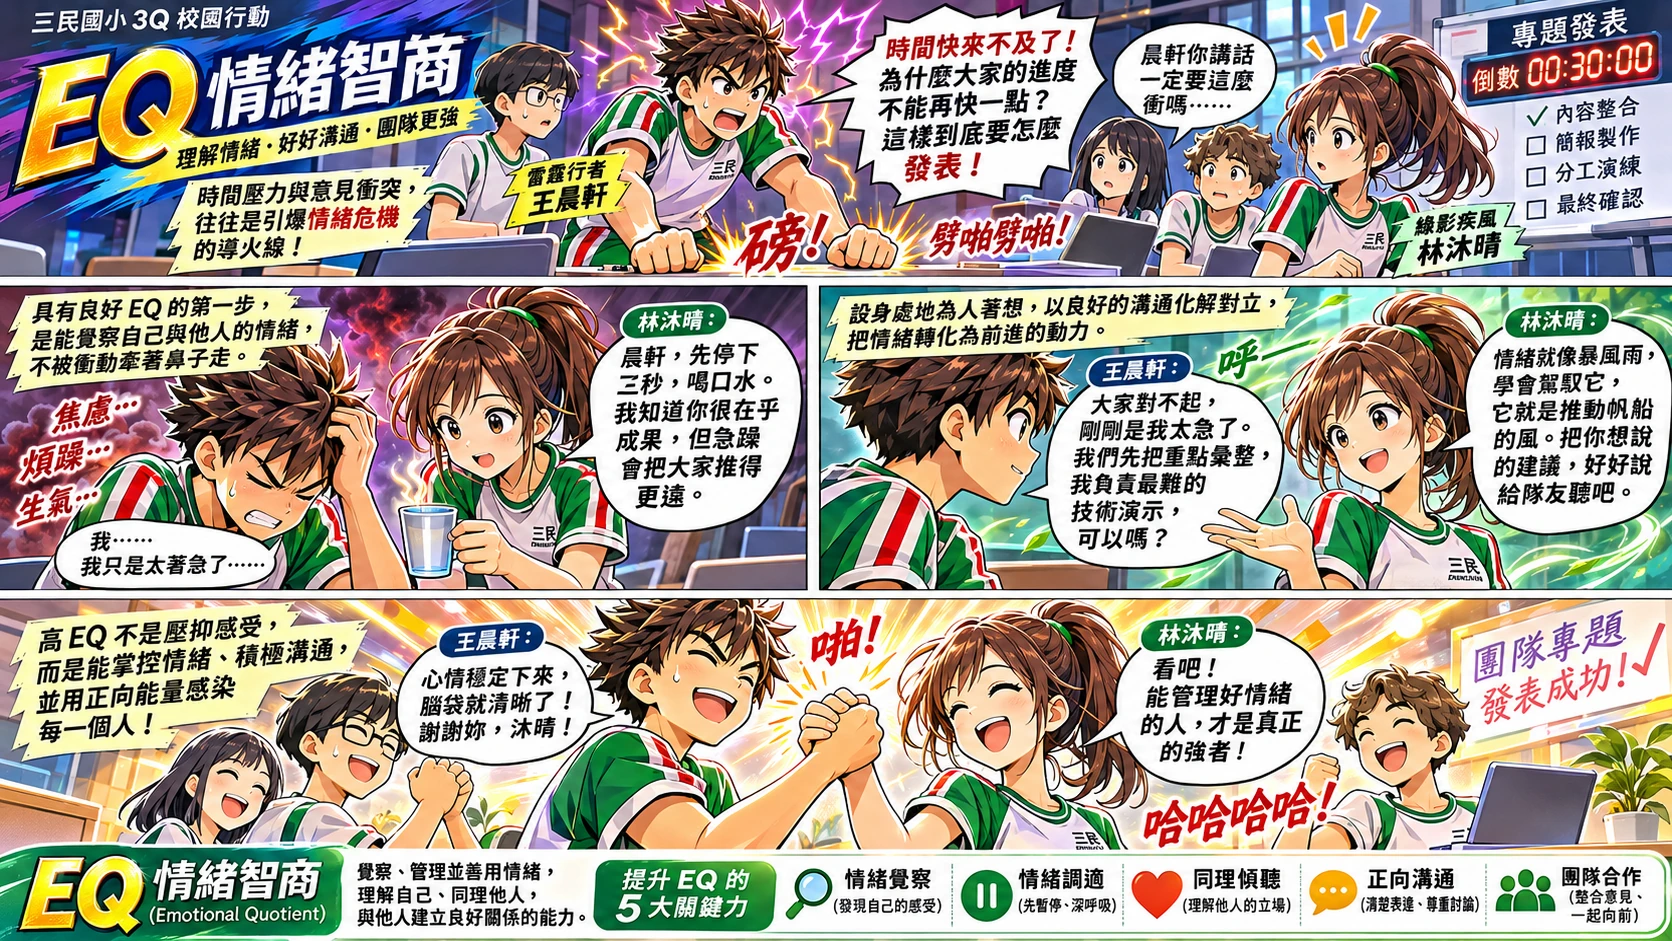 三民國小 3Q 校園行動
EQ 情緒智商
理解情緒·好好溝通·團隊更強
時間壓力與意見衝突，
往往是引爆情緒危機
的導火線！
雷霆行者
王晨軒
三民
時間快來不及了！
為什麼大家的進度
不能再快一點？
這樣到底要怎麼
發表！
磅！
劈啪劈啪！
晨軒你講話
一定要這麼
衝嗎……
三民
綠影疾風
林沐晴
專題發表
倒數 00:30:00
✓ 內容整合
□ 簡報製作
□ 分工演練
□ 最終確認
具有良好 EQ 的第一步，
是能覺察自己與他人的情緒，
不被衝動牽著鼻子走。
焦慮…
煩躁…
生氣…
我……
我只是太著急了……
林沐晴：
晨軒，先停下
三秒，喝口水。
我知道你很在乎
成果，但急躁
會把大家推得
更遠。
三民
設身處地為人著想，以良好的溝通化解對立，
把情緒轉化為前進的動力。
王晨軒：
大家對不起，
剛剛是我太急了。
我們先把重點彙整，
我負責最難的
技術演示，
可以嗎？
呼—
林沐晴：
情緒就像暴風雨，
學會駕馭它，
它就是推動帆船
的風。把你想說
的建議，好好說
給隊友聽吧。
三民
高 EQ 不是壓抑感受，
而是能掌控情緒、積極溝通，
並用正向能量感染
每一個人！
王晨軒：
心情穩定下來，
腦袋就清晰了！
謝謝妳，沐晴！
啪！
林沐晴：
看吧！
能管理好情緒
的人，才是真正
的強者！
三民
哈哈哈哈！
團隊專題
發表成功！✓
EQ 情緒智商
(Emotional Quotient)
覺察、管理並善用情緒，
理解自己、同理他人，
與他人建立良好關係的能力。
提升 EQ 的
5 大關鍵力
情緒覺察
(發現自己的感受)
情緒調適
(先暫停、深呼吸)
同理傾聽
(理解他人的立場)
正向溝通
(清楚表達、尊重討論)
團隊合作
(整合意見、
一起向前)